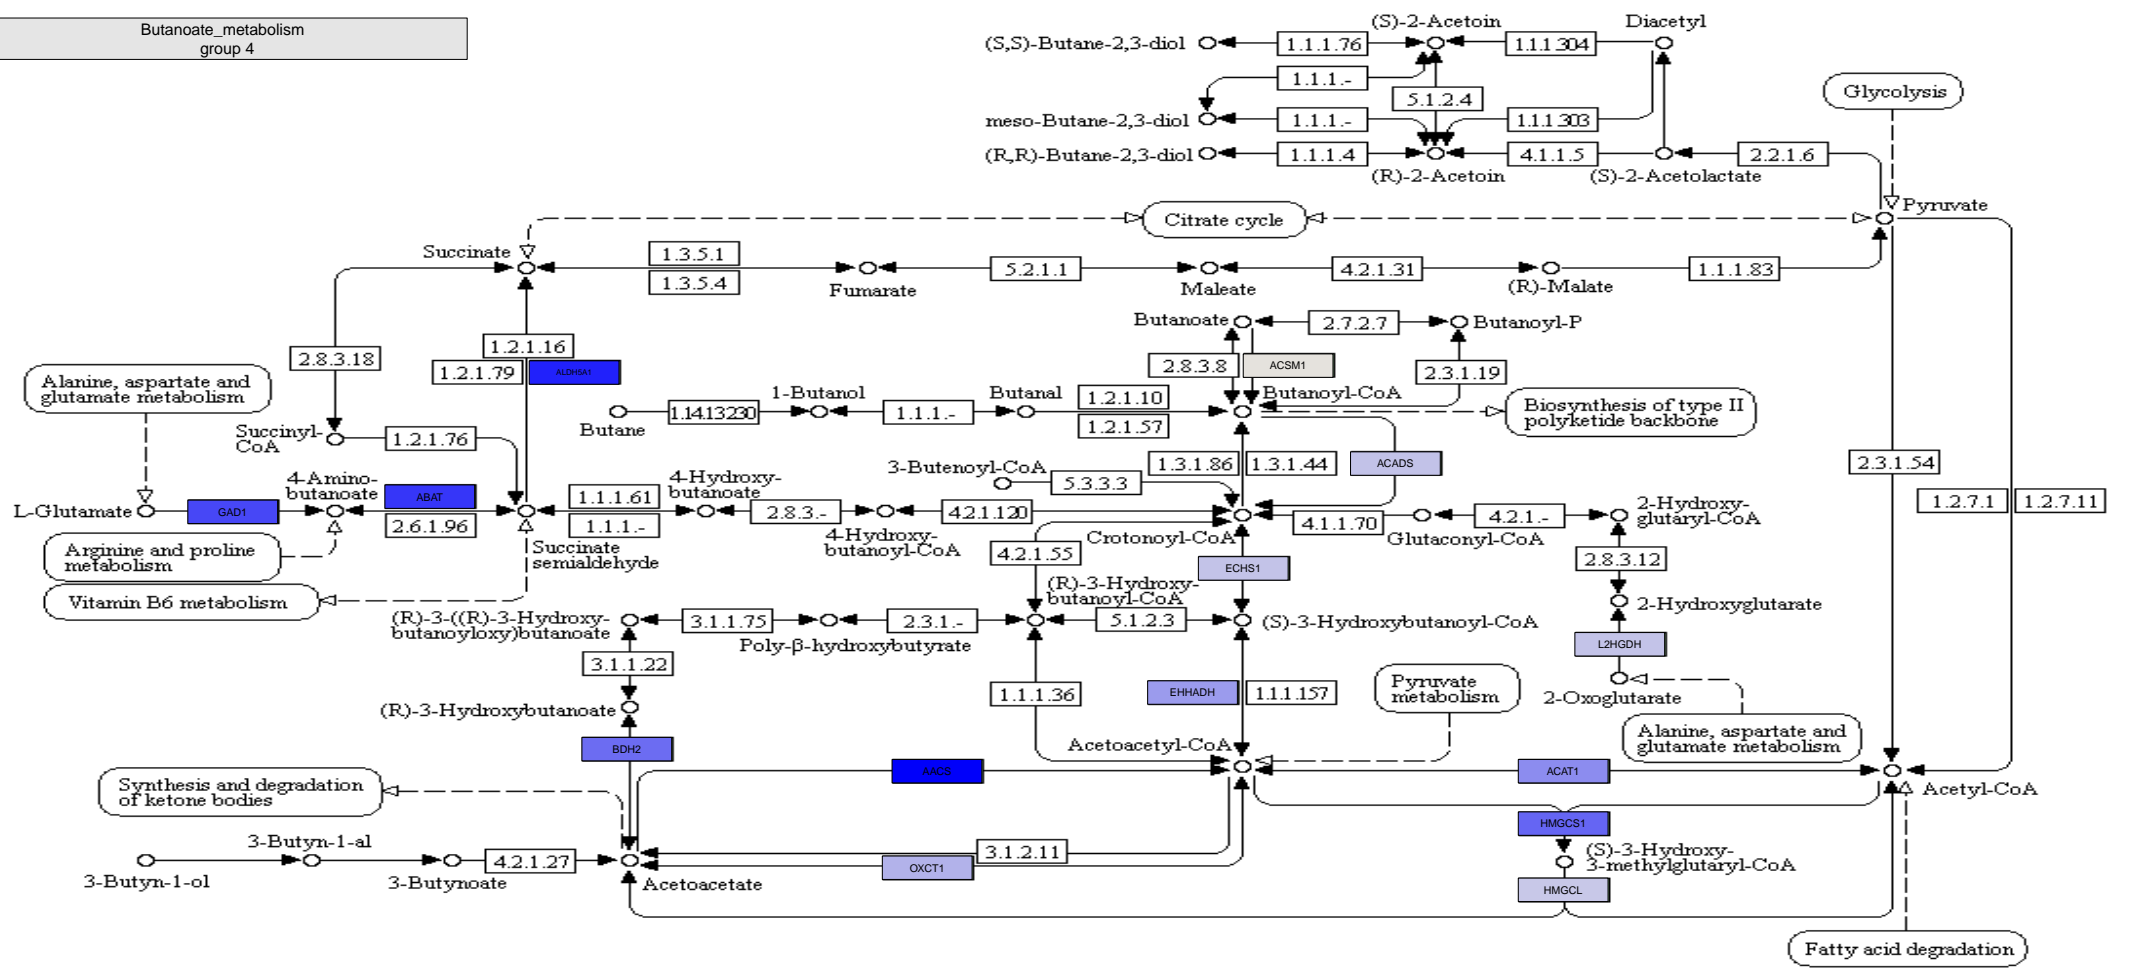 Butanoate_metabolism
group 4
(S)-2-Acetoin
Diacetyl
(S,S)-Butane-2,3-diol
1.1.1.76
1.1.1.304
1.1.1.-
5.1.2.4
Glycolysis
meso-Butane-2,3-diol
1.1.1.-
1.1.1.303
(R,R)-Butane-2,3-diol
1.1.1.4
4.1.1.5
2.2.1.6
(R)-2-Acetoin
(S)-2-Acetolactate
Citrate cycle
Pyruvate
Succinate
1.3.5.1
1.3.5.4
Fumarate
5.2.1.1
Maleate
4.2.1.31
(R)-Malate
1.1.1.83
Butanoate
2.7.2.7
Butanoyl-P
2.8.3.18
1.2.1.16
1.2.1.79
ALDH5A1
2.8.3.8
ACSM1
2.3.1.19
Alanine, aspartate and
glutamate metabolism
1-Butanol
Butanal
1.2.1.10
Butanoyl-CoA
Butane
1.14.13.230
1.1.1.-
1.2.1.57
Biosynthesis of type II
polyketide backbone
Succinyl-
CoA
1.2.1.76
3-Butenoyl-CoA
5.3.3.3
1.3.1.86
1.3.1.44
ACADS
2.3.1.54
1.2.7.1
1.2.7.11
L-Glutamate
GAD1
4-Amino-
butanoate
ABAT
2.6.1.96
1.1.1.61
1.1.1.-
4-Hydroxy-
butanoate
2.8.3.-
4-Hydroxy-
butanoyl-CoA
4.2.1.120
Crotonoyl-CoA
4.1.1.70
Glutaconyl-CoA
4.2.1.-
2-Hydroxy-
glutaryl-CoA
Arginine and proline
metabolism
Succinate
semialdehyde
4.2.1.55
ECHS1
2.8.3.12
Vitamin B6 metabolism
(R)-3-((R)-3-Hydroxy-
butanoyloxy)butanoate
3.1.1.75
Poly-β-hydroxybutyrate
2.3.1.-
(R)-3-Hydroxy-
butanoyl-CoA
5.1.2.3
(S)-3-Hydroxybutanoyl-CoA
2-Hydroxyglutarate
L2HGDH
3.1.1.22
1.1.1.36
EHHADH
1.1.1.157
Pyruvate
metabolism
2-Oxoglutarate
(R)-3-Hydroxybutanoate
BDH2
Acetoacetyl-CoA
Alanine, aspartate and
glutamate metabolism
Synthesis and degradation
of ketone bodies
AACS
ACAT1
Acetyl-CoA
HMGCS1
3-Butyn-1-al
3-Butyn-1-ol
3-Butynoate
4.2.1.27
Acetoacetate
3.1.2.11
OXCT1
(S)-3-Hydroxy-
3-methylglutaryl-CoA
HMGCL
Fatty acid degradation